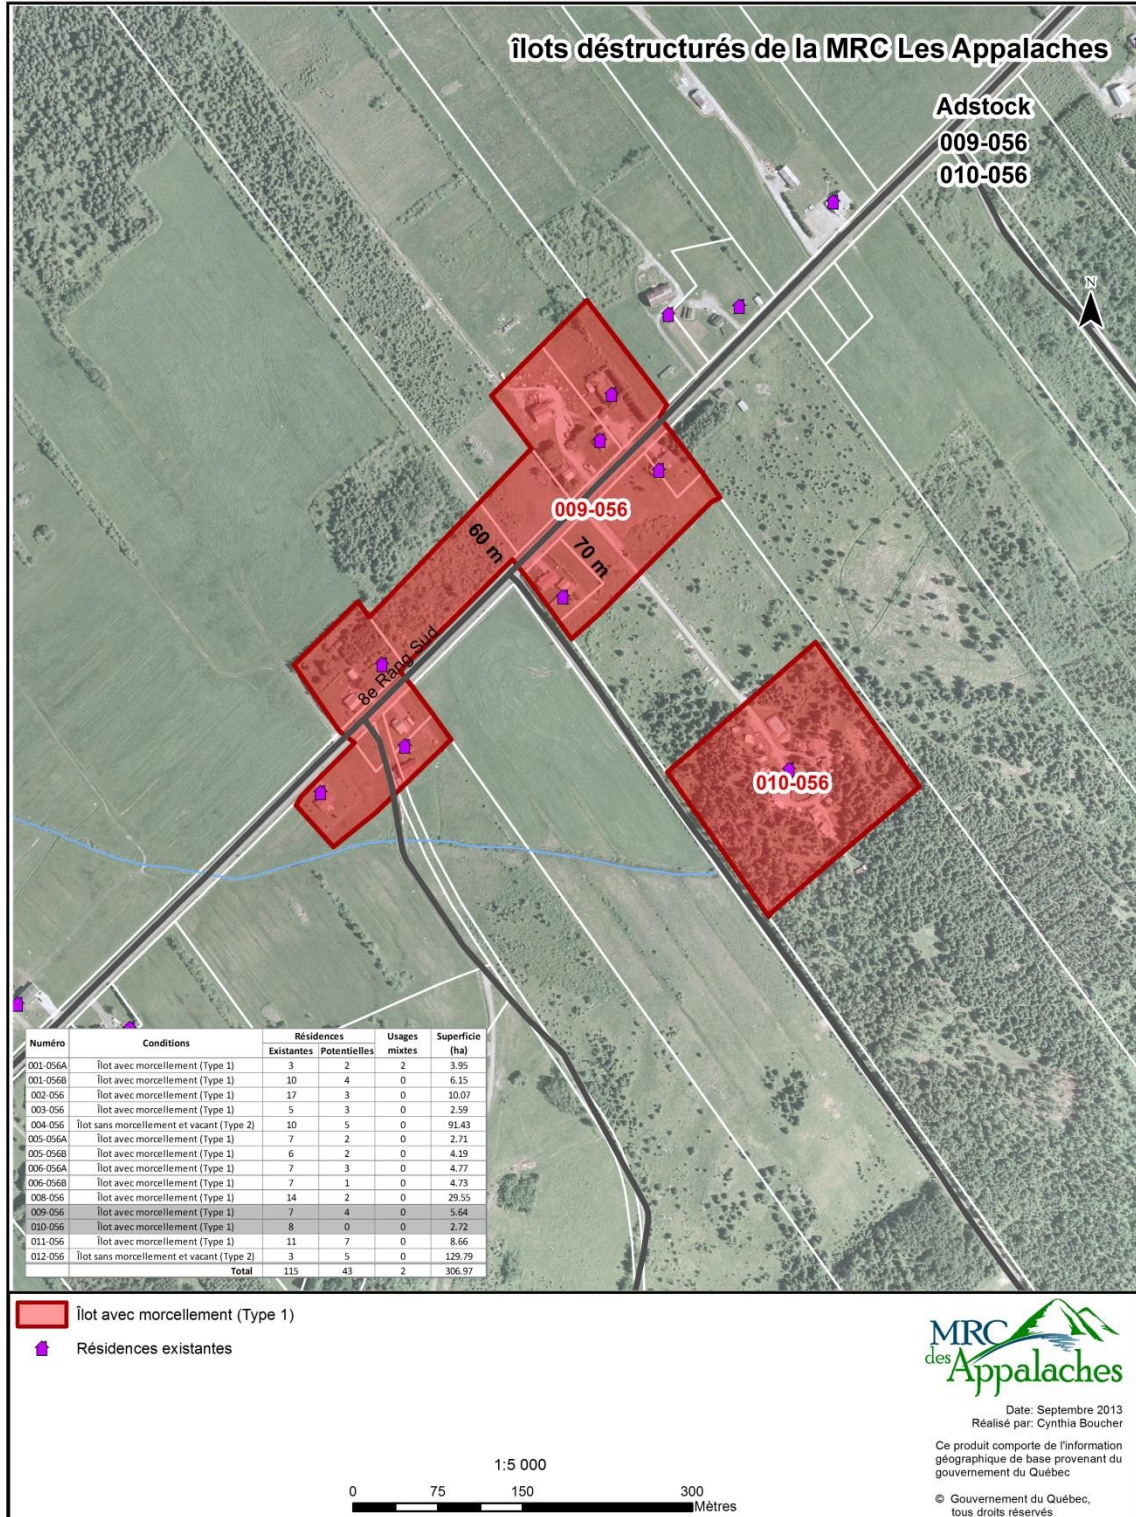 îlots déstructurés de la MRC Les Appalaches
Adstock
009-056
010-056
N
009-056
60 m
70 m
8e Rang Sud
010-056
Numéro Conditions Résidences Usages mixtes Superficie (ha)
Existantes Potentielles
001-056A Îlot avec morcellement (Type 1) 3 2 2 3.95
001-056B Îlot avec morcellement (Type 1) 10 4 0 6.15
002-056 Îlot avec morcellement (Type 1) 17 3 0 10.07
003-056 Îlot avec morcellement (Type 1) 5 3 0 2.59
004-056 Îlot sans morcellement et vacant (Type 2) 10 5 0 91.43
005-056A Îlot avec morcellement (Type 1) 7 2 0 2.71
005-056B Îlot avec morcellement (Type 1) 6 2 0 4.19
006-056A Îlot avec morcellement (Type 1) 7 3 0 4.77
006-056B Îlot avec morcellement (Type 1) 7 1 0 4.73
008-056 Îlot avec morcellement (Type 1) 14 2 0 29.55
009-056 Îlot avec morcellement (Type 1) 7 4 0 5.64
010-056 Îlot avec morcellement (Type 1) 8 0 0 2.72
011-056 Îlot avec morcellement (Type 1) 11 7 0 8.66
012-056 Îlot sans morcellement et vacant (Type 2) 3 5 0 129.79
Total 115 43 2 306.97
Îlot avec morcellement (Type 1)
Résidences existantes
MRC
des Appalaches
Date: Septembre 2013
Réalisé par: Cynthia Boucher
Ce produit comporte de l'information
géographique de base provenant du
gouvernement du Québec
© Gouvernement du Québec,
tous droits réservés
1:5 000
0 75 150 300
Mètres